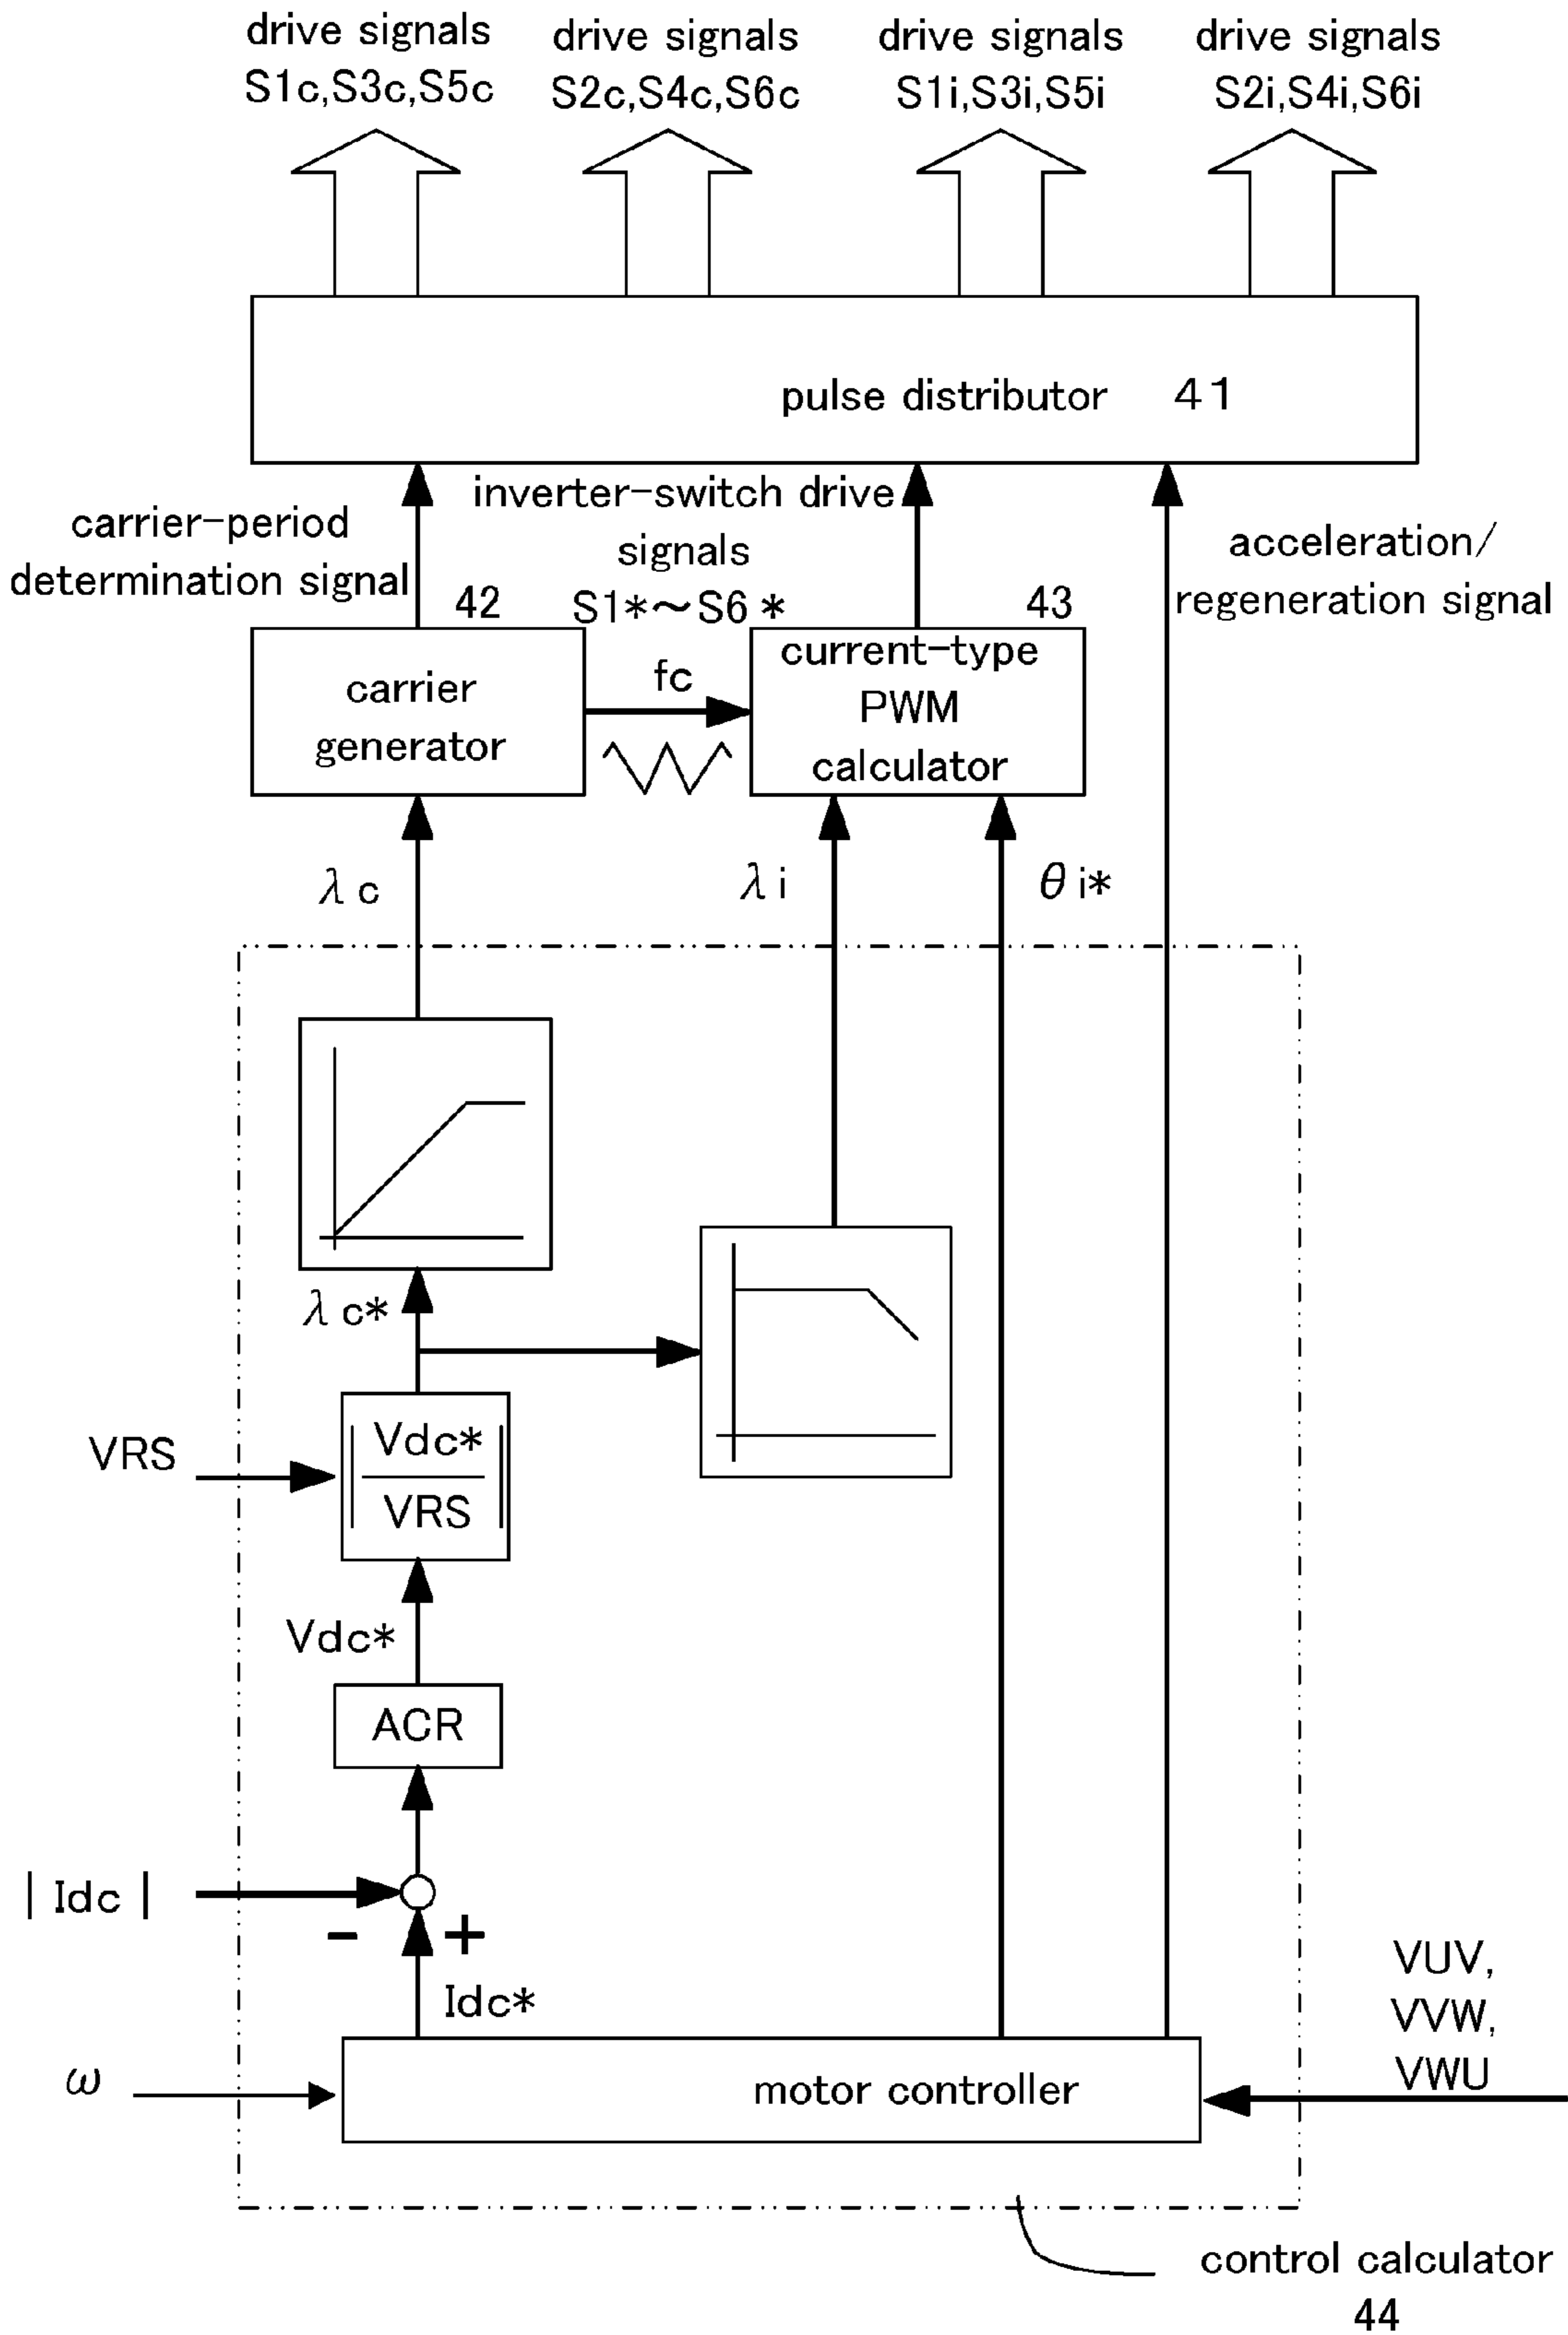 drive signals
S1c,S3c,S5c
drive signals
S2c,S4c,S6c
drive signals
S1i,S3i,S5i
drive signals
S2i,S4i,S6i
pulse distributor 41
carrier-period
determination signal
inverter-switch drive
signals
S1*～S6*
acceleration/
regeneration signal
42
carrier
generator
fc
43
current-type
PWM
calculator
λc
λi
θi*
λc*
VRS
Vdc*
VRS
Vdc*
ACR
|Idc|
-
+
Idc*
ω
motor controller
VUV,
VVW,
VWU
control calculator
44